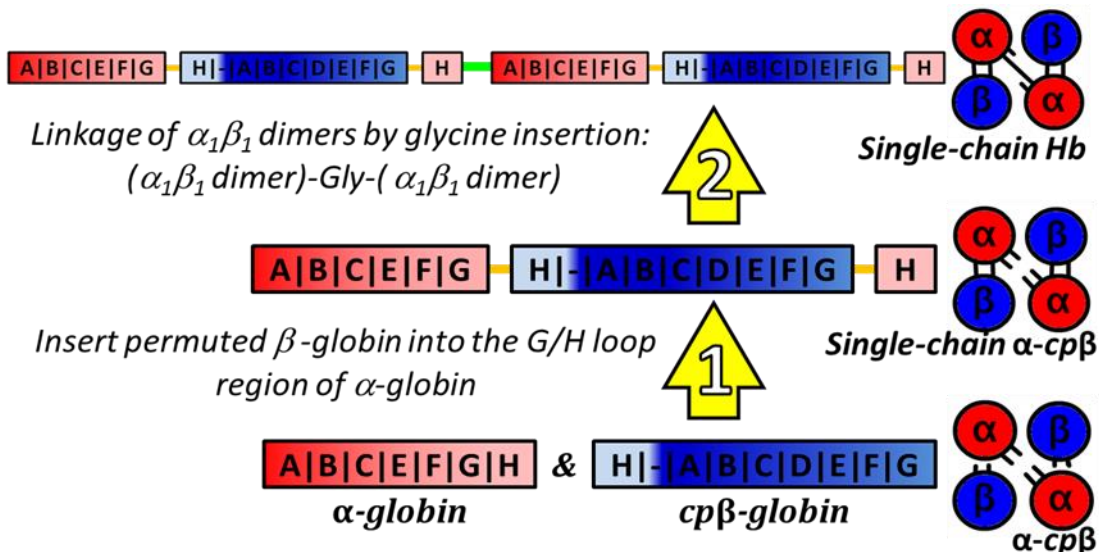 A|B|C|E|F|G H|-|A|B|C|D|E|F|G H A|B|C|E|F|G H|-|A|B|C|D|E|F|G H
α β
β α
Linkage of α₁β₁ dimers by glycine insertion:
(α₁β₁ dimer)-Gly-( α₁β₁ dimer)
2
Single-chain Hb
A|B|C|E|F|G H|-|A|B|C|D|E|F|G H
α β
β α
Insert permuted β -globin into the G/H loop
region of α-globin
1
Single-chain α-cpβ
A|B|C|E|F|G|H & H|-|A|B|C|D|E|F|G
α β
β α
α-globin cpβ-globin
α-cpβ